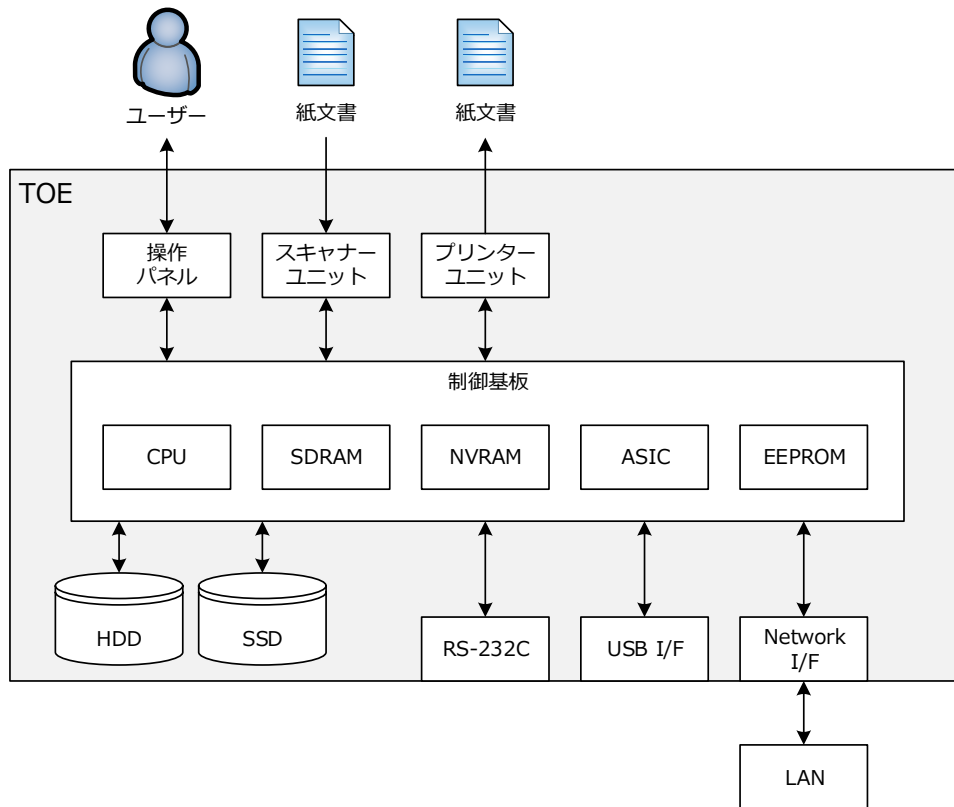 ユーザー
紙文書
紙文書
TOE
操作
パネル
スキャナー
ユニット
プリンター
ユニット
制御基板
CPU
SDRAM
NVRAM
ASIC
EEPROM
HDD
SSD
RS-232C
USB I/F
Network
I/F
LAN